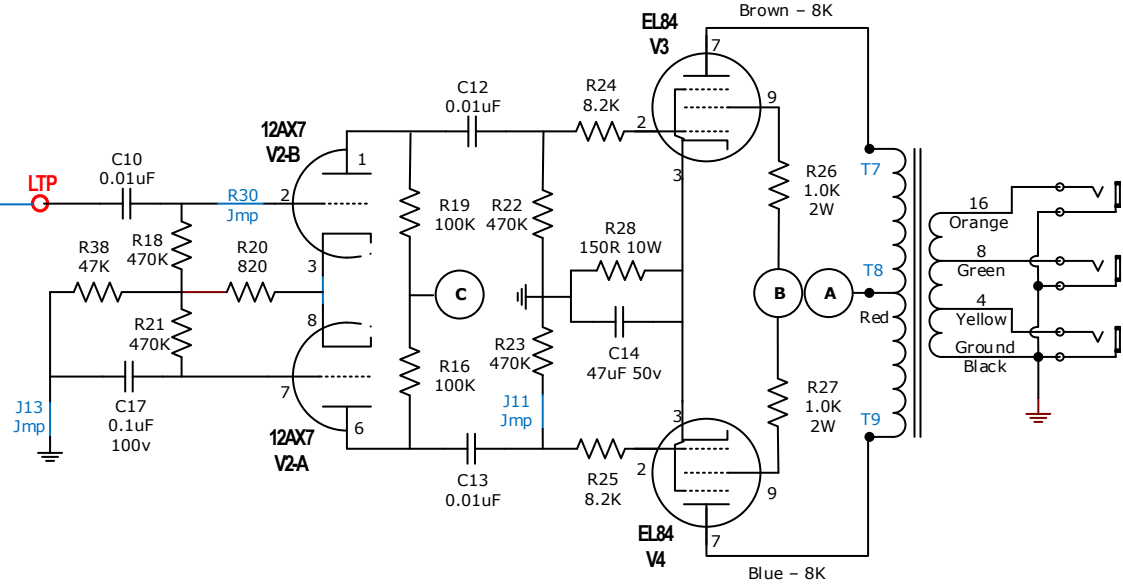 Brown – 8K
EL84
V3
7
C12
0.01uF
R24
8.2K
9
2
12AX7
V2-B
1
C10
0.01uF
3
R26
1.0K
2W
T7
LTP
R30
Jmp
2
R19
100K
R22
470K
16
Orange
R18
470K
R28
150R 10W
R38
47K
R20
820
3
8
Green
T8
C
B
A
8
R21
470K
R23
470K
Red
4
Yellow
C14
47uF 50v
R16
100K
Ground
Black
7
R27
1.0K
2W
J13
Jmp
C17
0.1uF
100v
J11
Jmp
3
T9
6
12AX7
V2-A
2
C13
0.01uF
R25
8.2K
9
EL84
V4
7
Blue – 8K